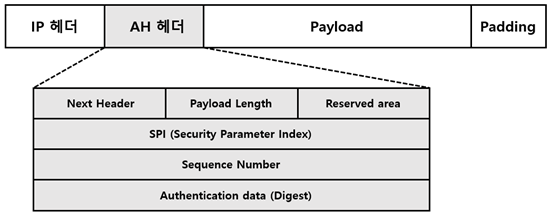 IP 헤더 AH 헤더 Payload Padding
Next Header Payload Length Reserved area
SPI (Security Parameter Index)
Sequence Number
Authentication data (Digest)